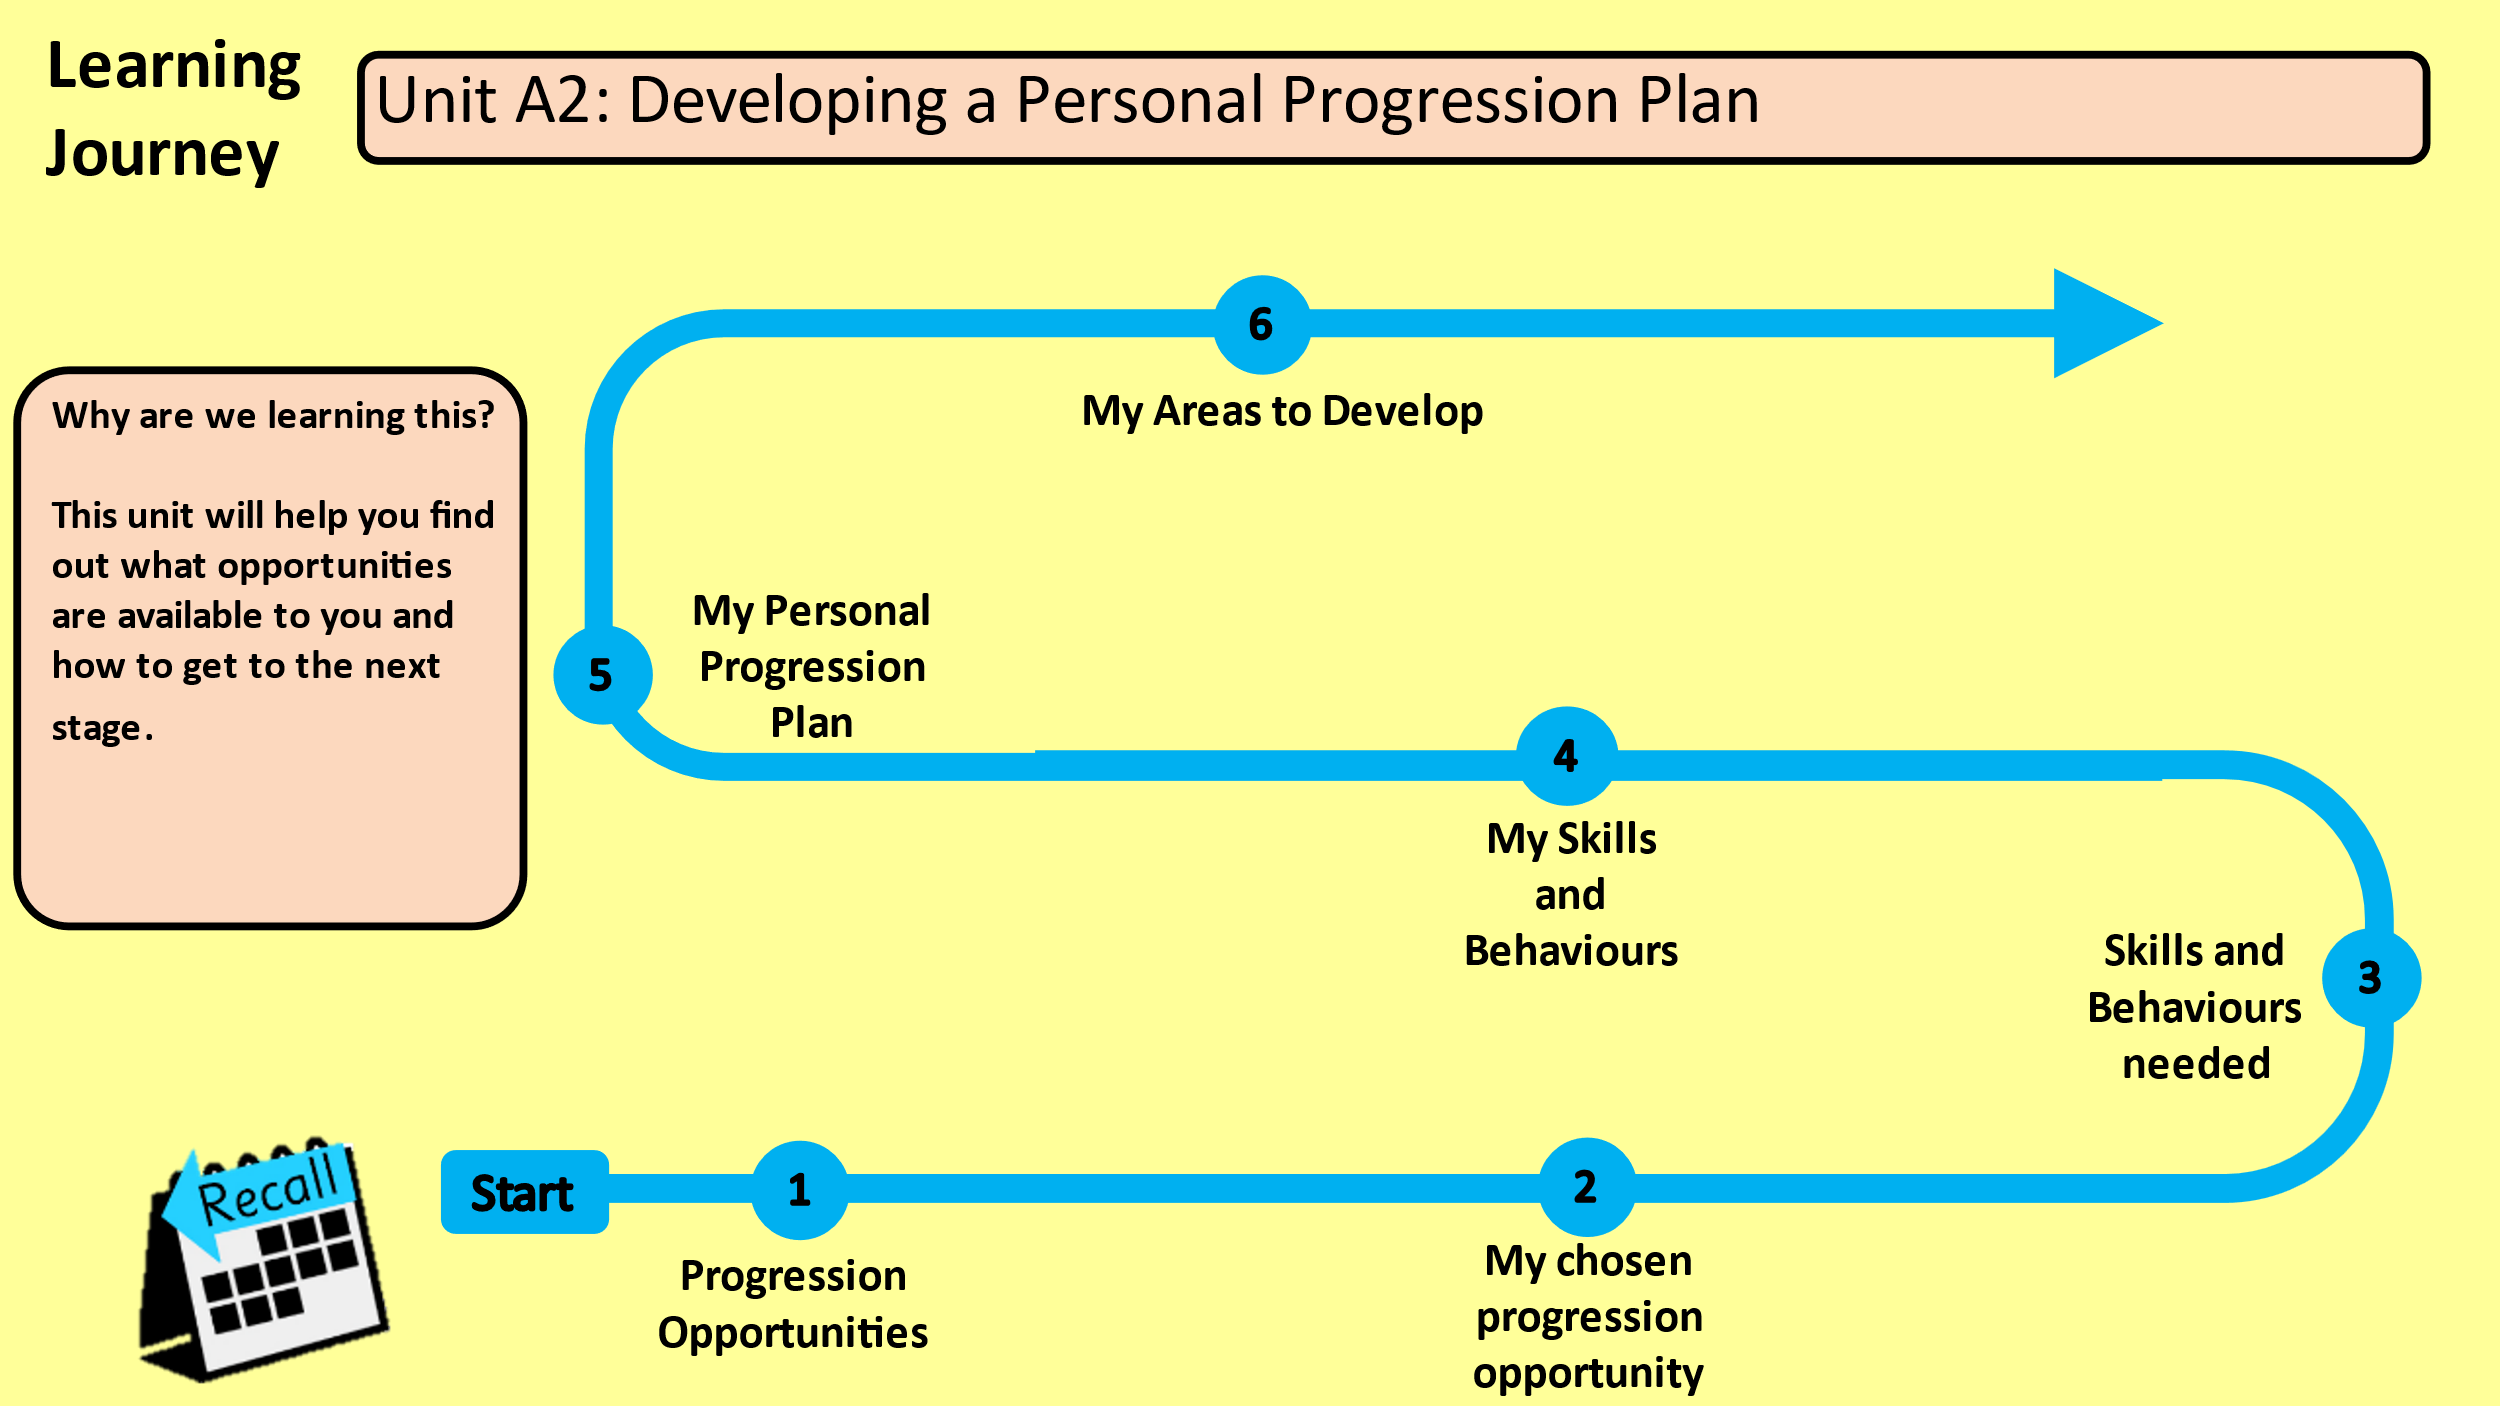 Learning
Journey
Unit A2: Developing a Personal Progression Plan
6
My Areas to Develop
Why are we learning this?
This unit will help you find
out what opportunities
are available to you and
how to get to the next
stage.
5
My Personal
Progression
Plan
4
My Skills
and
Behaviours
3
Skills and
Behaviours
needed
Recall
Start
1
Progression
Opportunities
2
My chosen
progression
opportunity